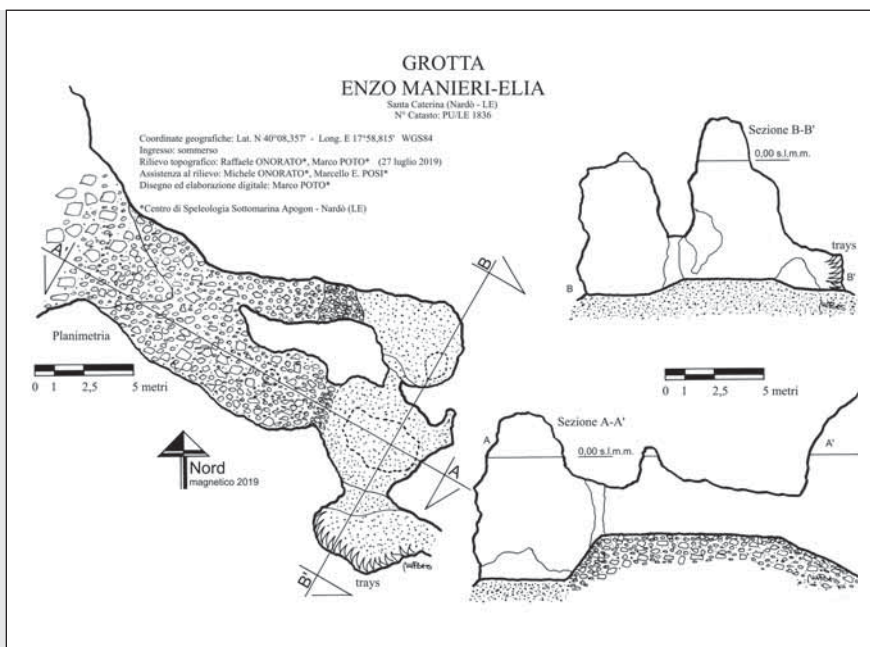 GROTTA
ENZO MANIERI-ELIA
Santa Caterina (Nardò - LE)
N° Catasto: PU/LE 1836
Coordinate geografiche: Lat. N 40°08,357' - Long. E 17°58,815' WGS84
Ingresso: sommerso
Rilievo topografico: Raffaele ONORATO*, Marco POTO* (27 luglio 2019)
Assistenza al rilievo: Michele ONORATO*, Marcello E. POSI*
Disegno ed elaborazione digitale: Marco POTO*
*Centro di Speleologia Sottomarina Apogon - Nardò (LE)
A'
B
Planimetria
0 1 2,5 5 metri
Nord
magnetico 2019
A
B'
trays
Sezione B-B'
0,00 s.l.m.m.
trays
B
B'
0 1 2,5 5 metri
Sezione A-A'
A
0,00 s.l.m.m.
A'